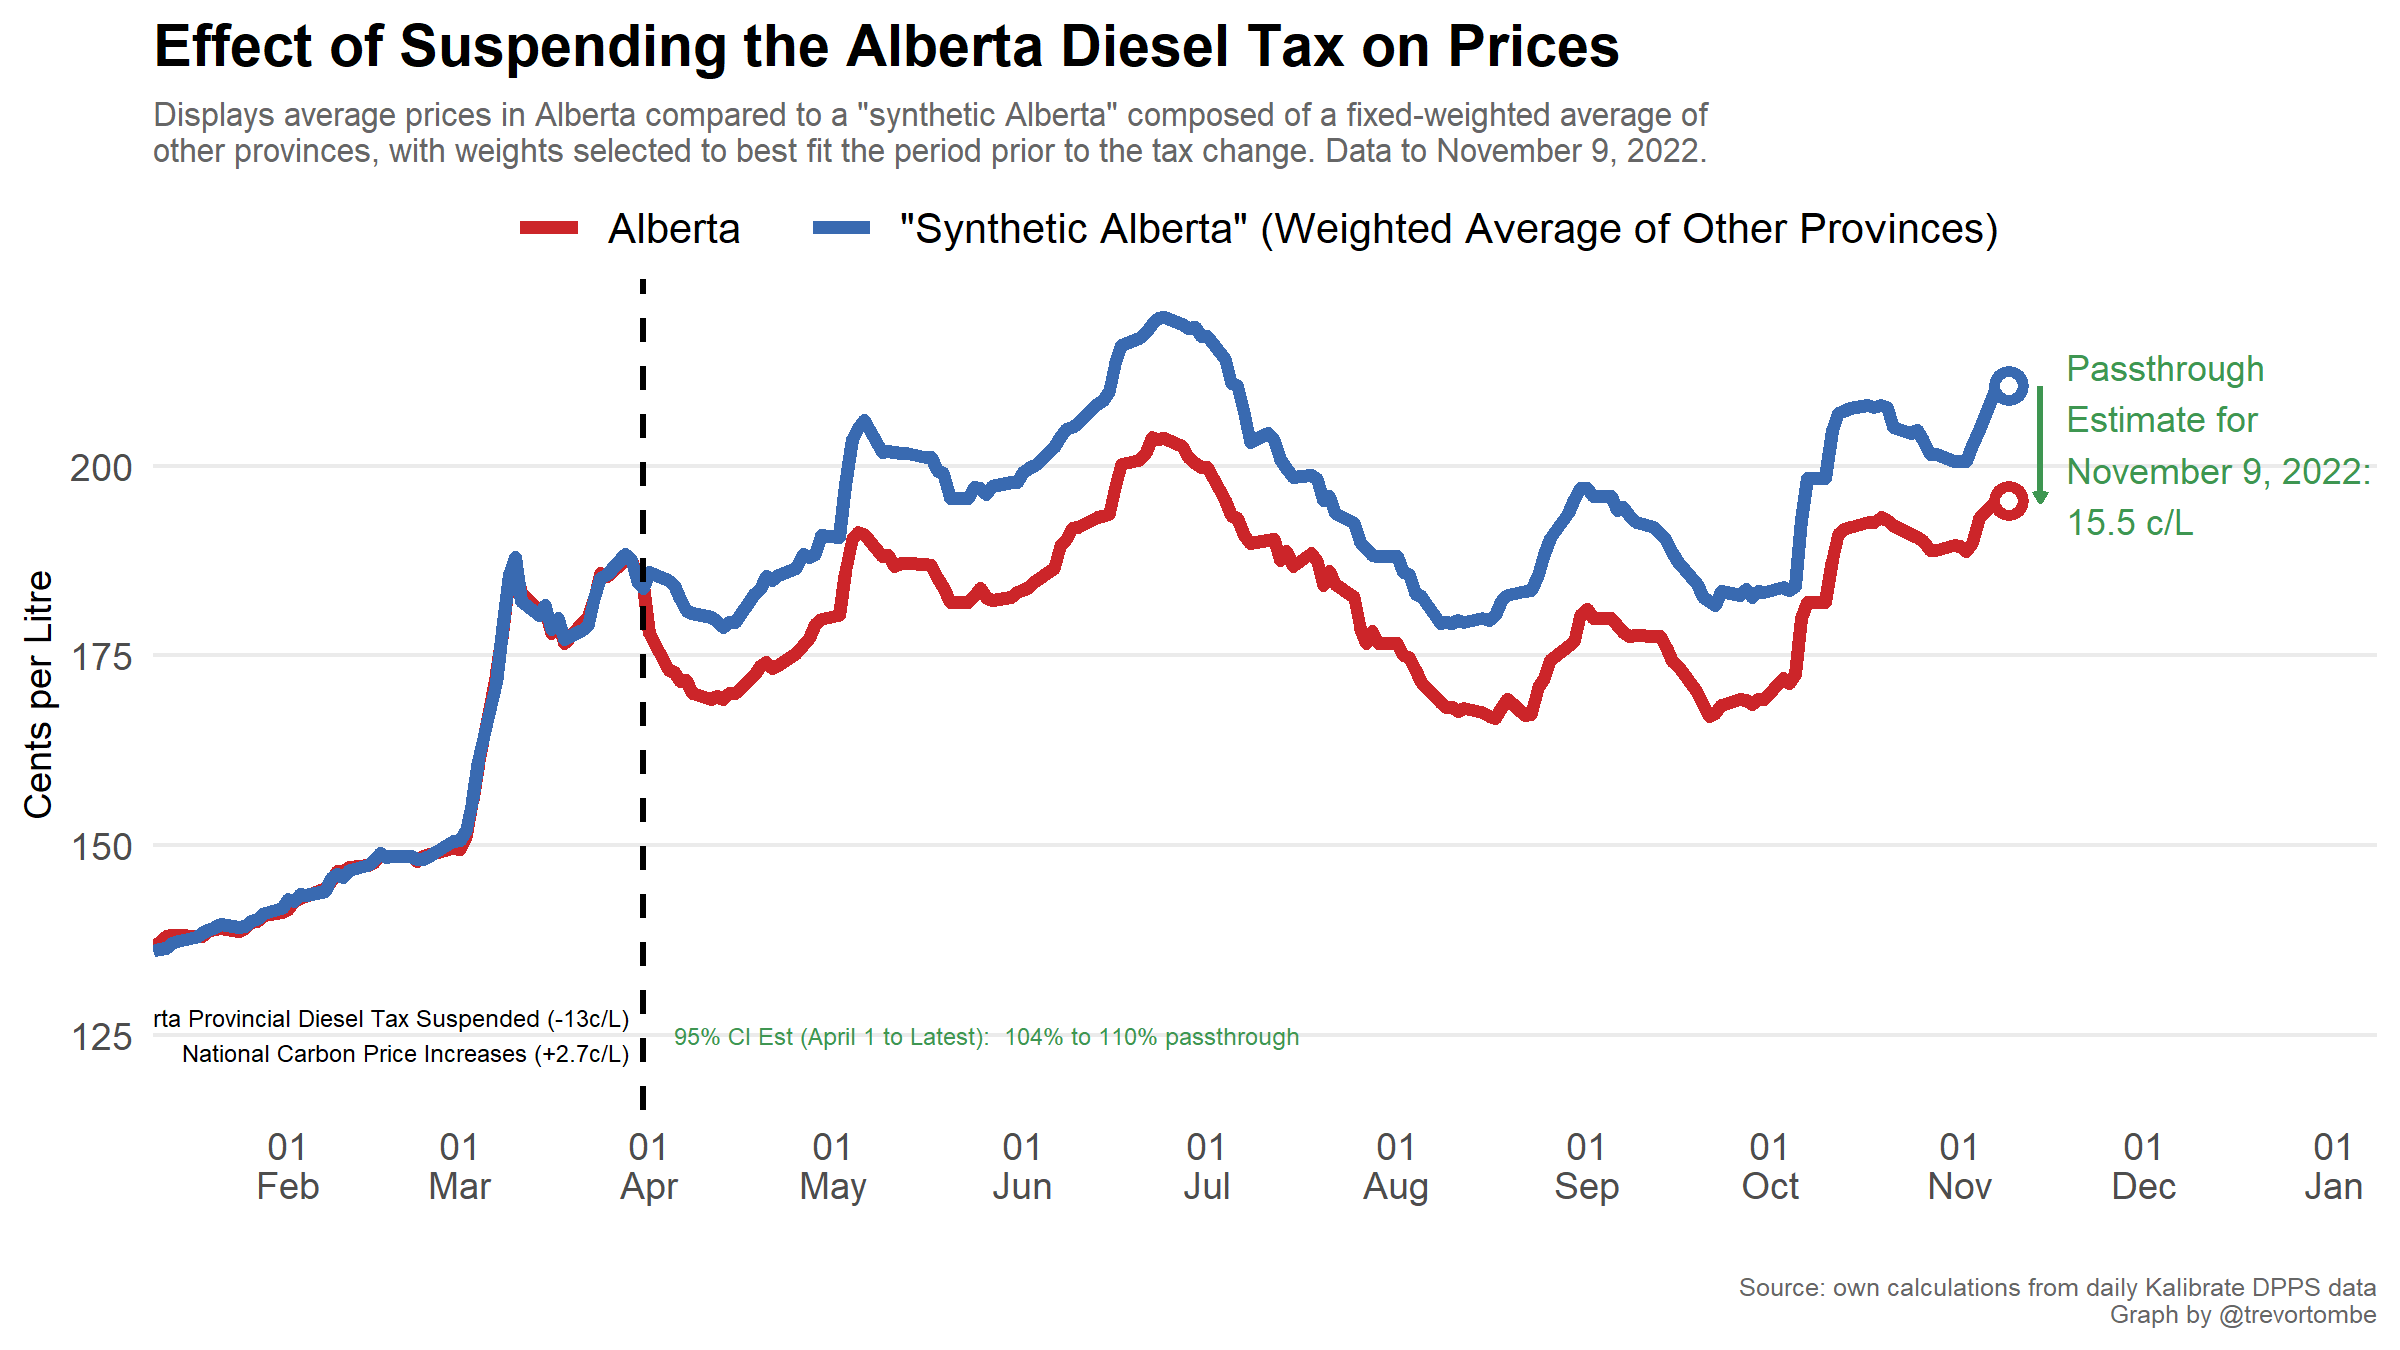 Effect of Suspending the Alberta Diesel Tax on Prices
Displays average prices in Alberta compared to a "synthetic Alberta" composed of a fixed-weighted average of
other provinces, with weights selected to best fit the period prior to the tax change. Data to November 9, 2022.
Alberta
"Synthetic Alberta" (Weighted Average of Other Provinces)
Passthrough
Estimate for
November 9, 2022:
15.5 c/L
Cents per Litre
200
175
150
125
rta Provincial Diesel Tax Suspended (-13c/L)
National Carbon Price Increases (+2.7c/L)
95% CI Est (April 1 to Latest):  104% to 110% passthrough
01 01 01 01 01 01 01 01 01 01 01 01
Feb Mar Apr May Jun Jul Aug Sep Oct Nov Dec Jan
Source: own calculations from daily Kalibrate DPPS data
Graph by @trevortombe